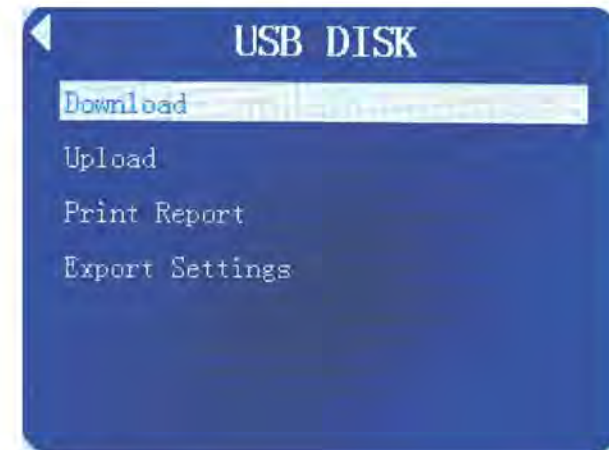 USB DISK
Download
Upload
Print Report
Export Settings